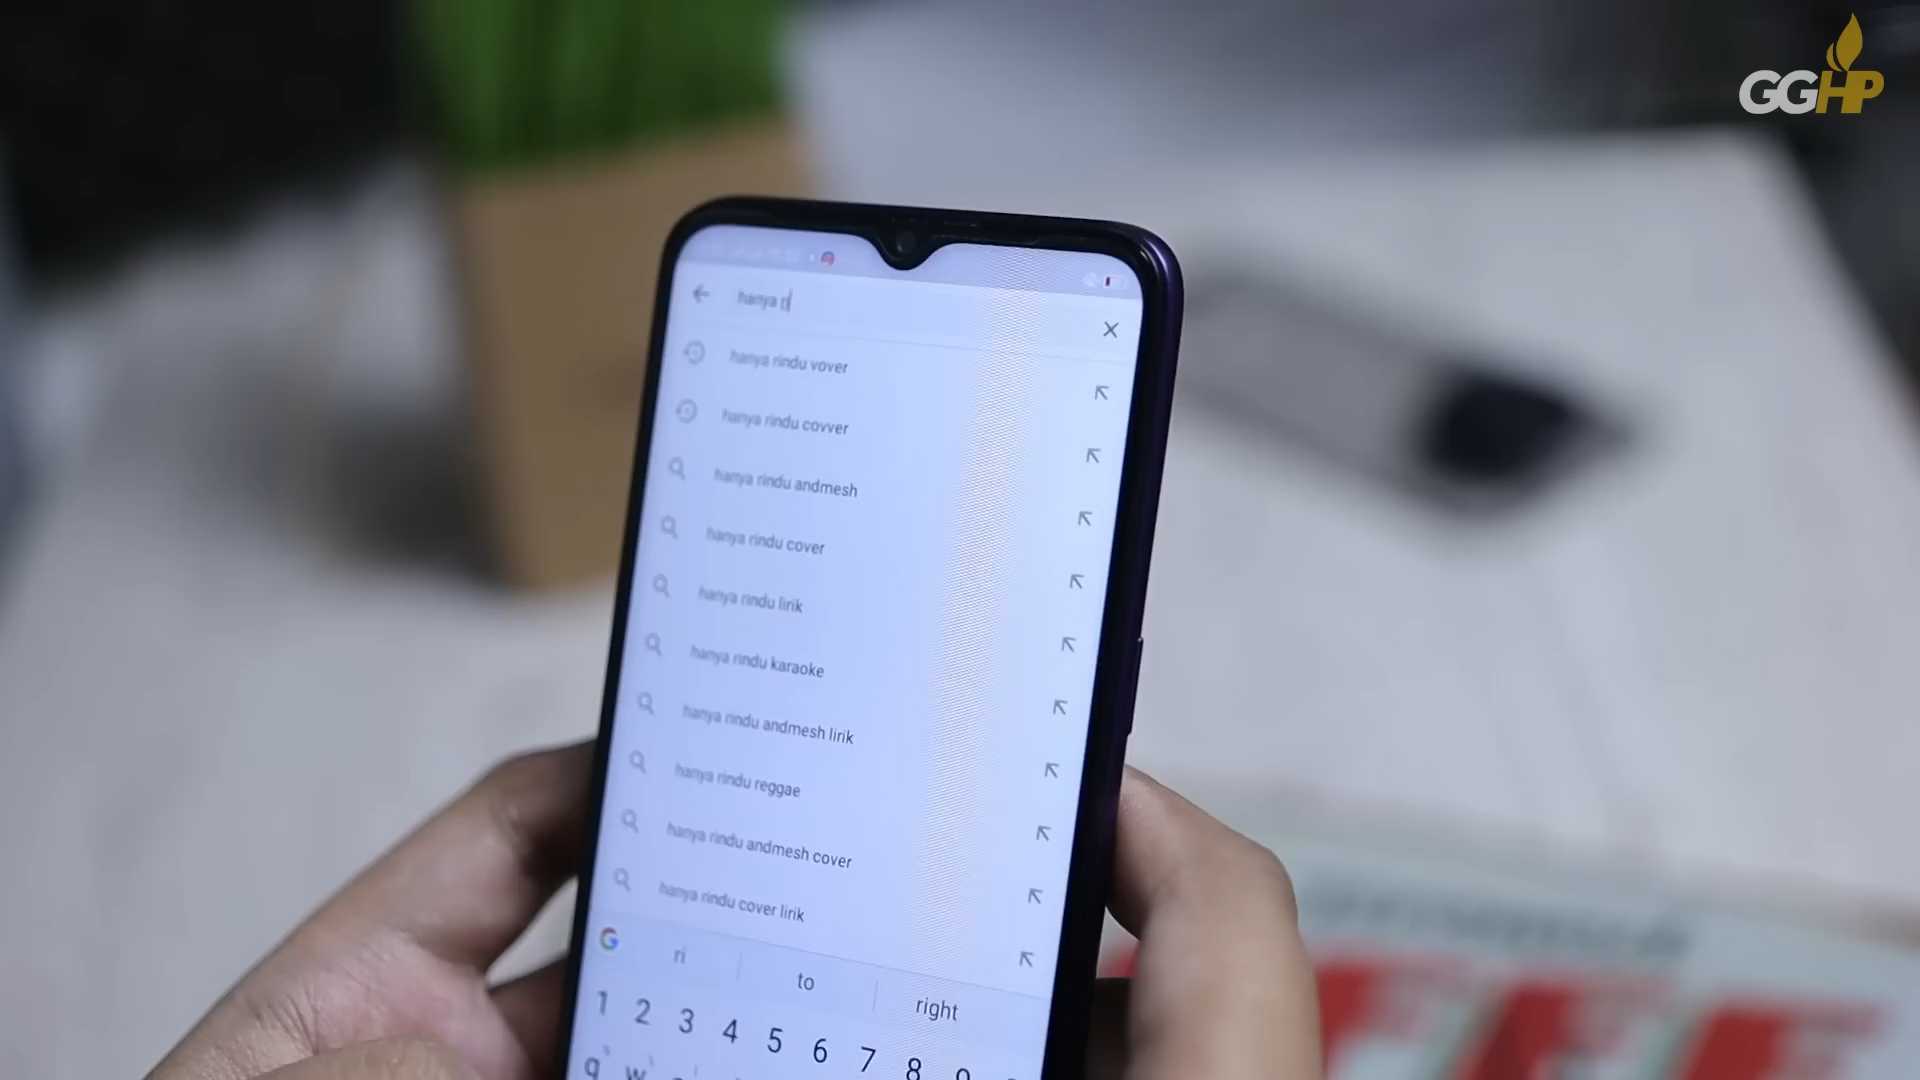 GGHP
hanya ri
hanya rindu vover
hanya rindu covver
hanya rindu andmesh
hanya rindu cover
hanya rindu lirik
hanya rindu karaoke
hanya rindu andmesh lirik
hanya rindu reggae
hanya rindu andmesh cover
hanya rindu cover lirik
ri to right
1 2 3 4 5 6 7 8 9
q w